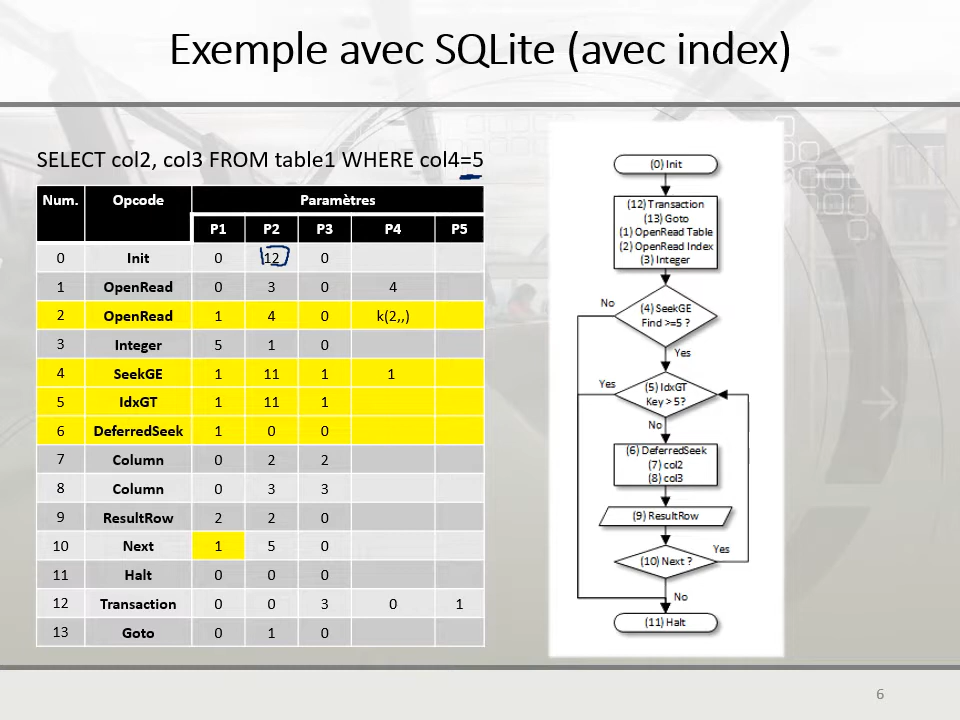 Exemple avec SQLite (avec index)
SELECT col2, col3 FROM table1 WHERE col4=5
Num. Opcode Paramètres
P1 P2 P3 P4 P5
0 Init 0 12 0
1 OpenRead 0 3 0 4
2 OpenRead 1 4 0 k(2,,)
3 Integer 5 1 0
4 SeekGE 1 11 1 1
5 IdxGT 1 11 1
6 DeferredSeek 1 0 0
7 Column 0 2 2
8 Column 0 3 3
9 ResultRow 2 2 0
10 Next 1 5 0
11 Halt 0 0 0
12 Transaction 0 0 3 0 1
13 Goto 0 1 0
(0) Init
(12) Transaction
(13) Goto
(1) OpenRead Table
(2) OpenRead Index
(3) Integer
No
(4) SeekGE
Find >=5 ?
Yes
Yes
(5) IdxGT
Key > 5?
No
(6) DeferredSeek
(7) col2
(8) col3
(9) ResultRow
(10) Next ?
Yes
No
(11) Halt
6